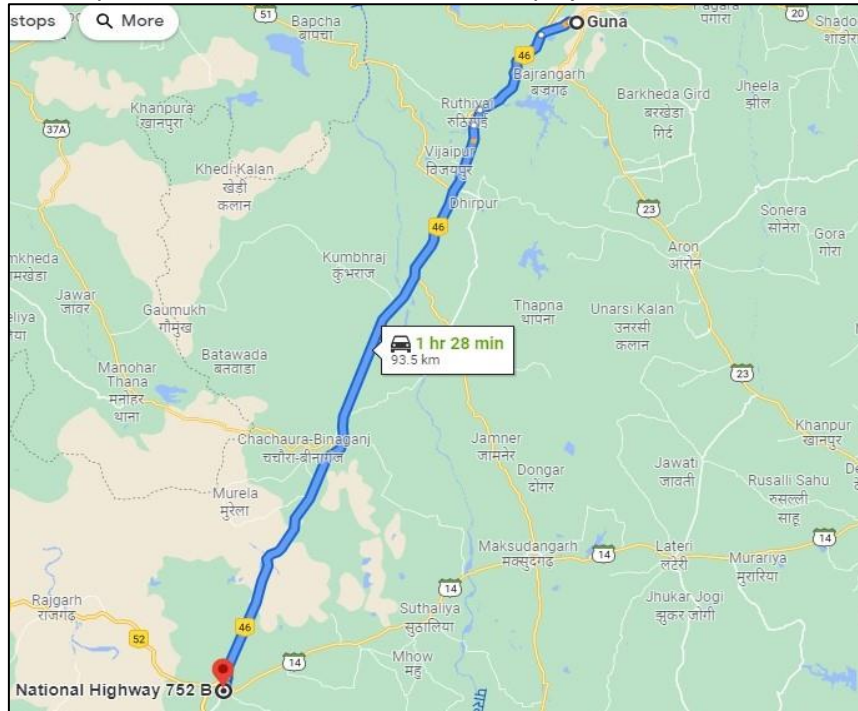 stops
More
51
Bapcha
बापचा
Guna
20
पगारा
46
Bajrangarh
बजरंगगढ़
Jheela
झील
Khanpura
खानपुरा
Ruthiyai
रुठियाई
Barkheda Gird
बरखेडा
गिर्द
37A
Vijaipur
विजयपुर
Khedi Kalan
खेड़ी
कलान
Dhirpur
23
Sonera
सोनेरा
46
Gora
गोरा
Aron
आरोन
Kumbhraj
कुंभराज
Jawar
जावर
Gaumukh
गौमुख
Thapna
थापना
Unarsi Kalan
उनरसी
कलान
1 hr 28 min
93.5 km
Batawada
बतवाडा
Manohar
Thana
मनोहर
थाना
23
Khanpur
खानपुर
Chachaura-Binaganj
चचौरा-बीनागंज
Jamner
जामनेर
Dongar
दोगर
Jawati
जावती
Rusalli Sahu
रुसल्ली
साहू
Murela
मुरेला
14
Maksudangarh
मक्सुदनगढ़
14
Lateri
लटेरी
Murariya
मुरारिया
Rajgarh
राजगढ़
14
Jhukar Jogi
झुकर जोगी
Suthaliya
सुठालिया
46
52
14
Mhow
महु
National Highway 752 B